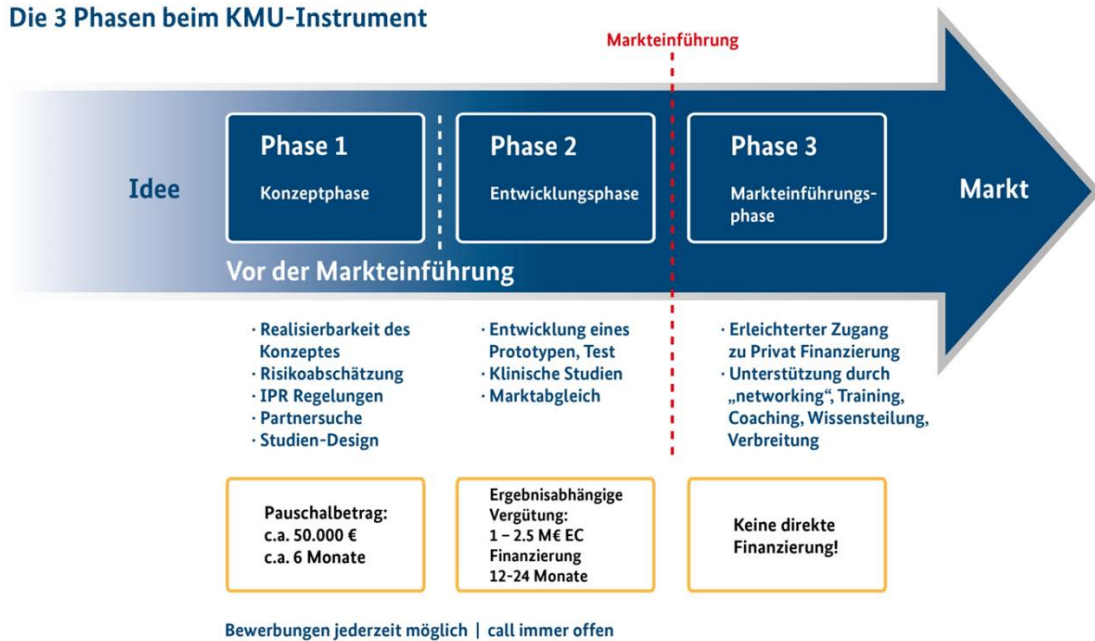 Die 3 Phasen beim KMU-Instrument
Markteinführung
Idee
Phase 1
Konzeptphase
Phase 2
Entwicklungsphase
Phase 3
Markteinführungs-
phase
Markt
Vor der Markteinführung
· Realisierbarkeit des
Konzeptes
· Risikoabschätzung
· IPR Regelungen
· Partnersuche
· Studien-Design
· Entwicklung eines
Prototypen, Test
· Klinische Studien
· Marktabgleich
· Erleichterter Zugang
zu Privat Finanzierung
· Unterstützung durch
„networking“, Training,
Coaching, Wissensteilung,
Verbreitung
Pauschalbetrag:
c.a. 50.000 €
c.a. 6 Monate
Ergebnisabhängige
Vergütung:
1 – 2.5 M€ EC
Finanzierung
12-24 Monate
Keine direkte
Finanzierung!
Bewerbungen jederzeit möglich | call immer offen